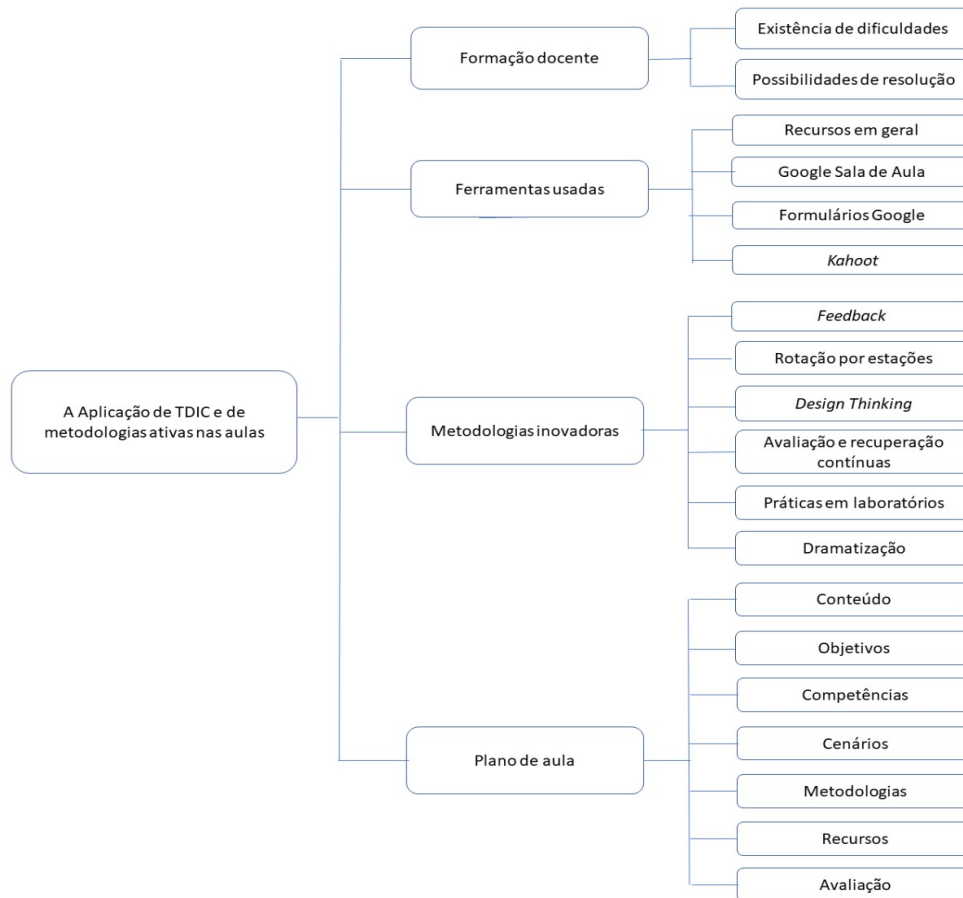 A Aplicação de TDIC e de
metodologias ativas nas aulas
Formação docente
Existência de dificuldades
Possibilidades de resolução
Ferramentas usadas
Recursos em geral
Google Sala de Aula
Formulários Google
Kahoot
Metodologias inovadoras
Feedback
Rotação por estações
Design Thinking
Avaliação e recuperação
contínuas
Práticas em laboratórios
Dramatização
Plano de aula
Conteúdo
Objetivos
Competências
Cenários
Metodologias
Recursos
Avaliação